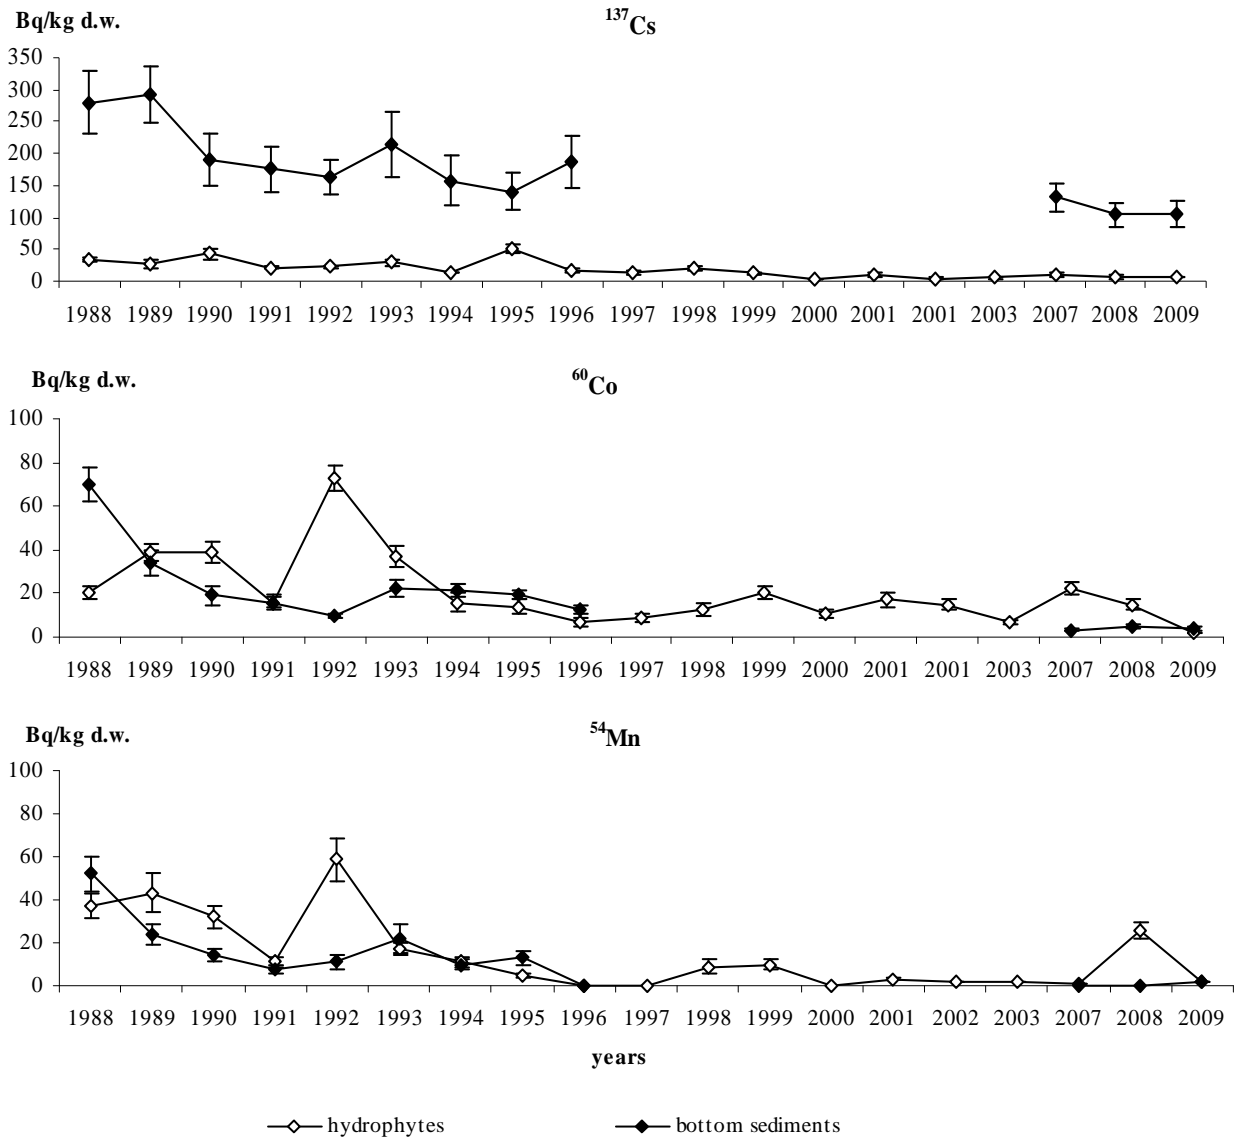 Bq/kg d.w.
137Cs
350
300
250
200
150
100
50
0
1988 1989 1990 1991 1992 1993 1994 1995 1996 1997 1998 1999 2000 2001 2001 2003 2007 2008 2009
Bq/kg d.w.
60Co
100
80
60
40
20
0
1988 1989 1990 1991 1992 1993 1994 1995 1996 1997 1998 1999 2000 2001 2001 2003 2007 2008 2009
Bq/kg d.w.
54Mn
100
80
60
40
20
0
1988 1989 1990 1991 1992 1993 1994 1995 1996 1997 1998 1999 2000 2001 2002 2003 2007 2008 2009
years
hydrophytes bottom sediments